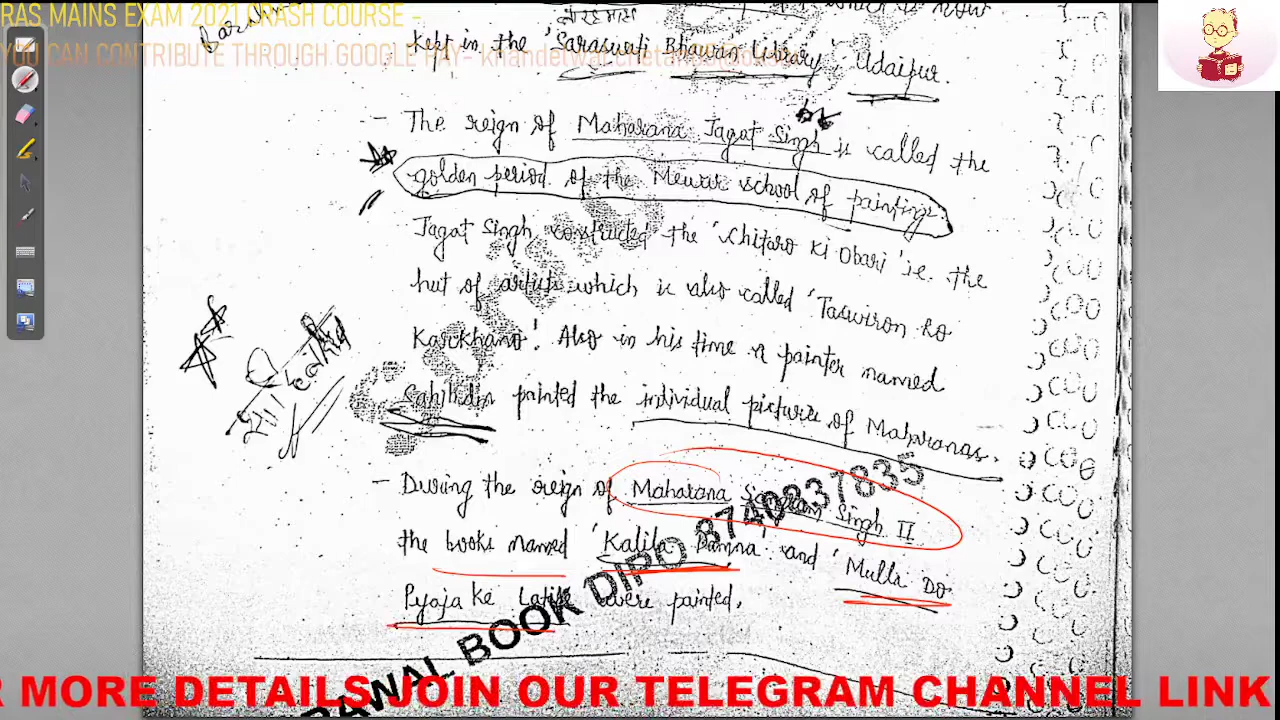 RAS MAINS EXAM 2021 CRASH COURSE -
YOU CAN CONTRIBUTE THROUGH GOOGLE PAY-
kept in the 'Saraswati Bhawan Library', Udaipur.
- The reign of Maharana Jagat Singh is called the
golden period of the Mewar school of paintings
Jagat Singh constructed the 'Chitaro ki Obari' i.e. the
hut of artists which is also called 'Taswiron Ro
Karkhano'. Also in his time a painter named
Sahibdin painted the individual picture of Maharanas.
- During the reign of Maharana Singh II
the books named 'Kalila Damna' and 'Mulla Do
Pyaja ke Latife were painted.
8740837835
RAWAL BOOK DIPO
R MORE DETAILS JOIN OUR TELEGRAM CHANNEL LINK